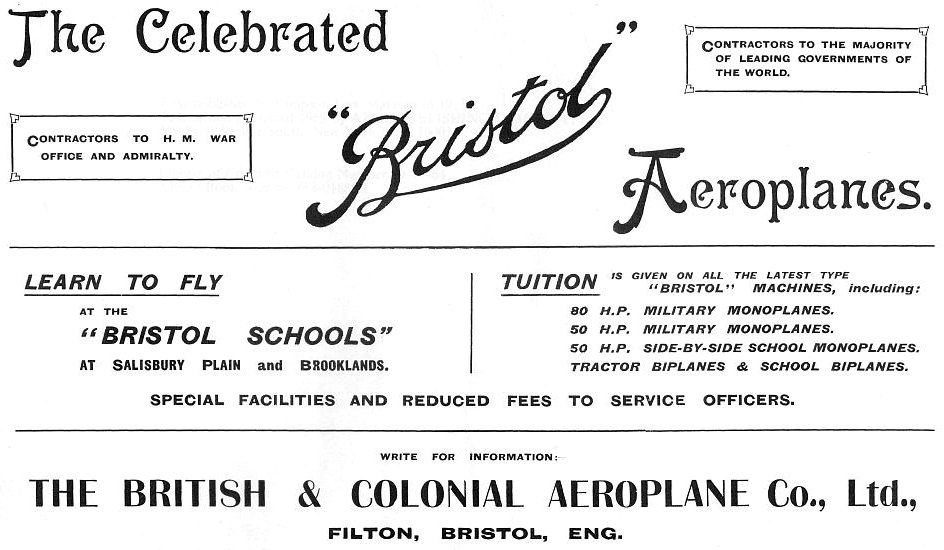 The Celebrated
"Bristol"
Aeroplanes.
CONTRACTORS TO THE MAJORITY
OF LEADING GOVERNMENTS OF
THE WORLD.
CONTRACTORS TO H. M. WAR
OFFICE AND ADMIRALTY.
LEARN TO FLY
AT THE
"BRISTOL SCHOOLS"
AT SALISBURY PLAIN and BROOKLANDS.
TUITION IS GIVEN ON ALL THE LATEST TYPE
"BRISTOL" MACHINES, including:
80 H.P. MILITARY MONOPLANES.
50 H.P. MILITARY MONOPLANES.
50 H.P. SIDE-BY-SIDE SCHOOL MONOPLANES.
TRACTOR BIPLANES & SCHOOL BIPLANES.
SPECIAL FACILITIES AND REDUCED FEES TO SERVICE OFFICERS.
WRITE FOR INFORMATION:—
THE BRITISH & COLONIAL AEROPLANE Co., Ltd.,
FILTON, BRISTOL, ENG.